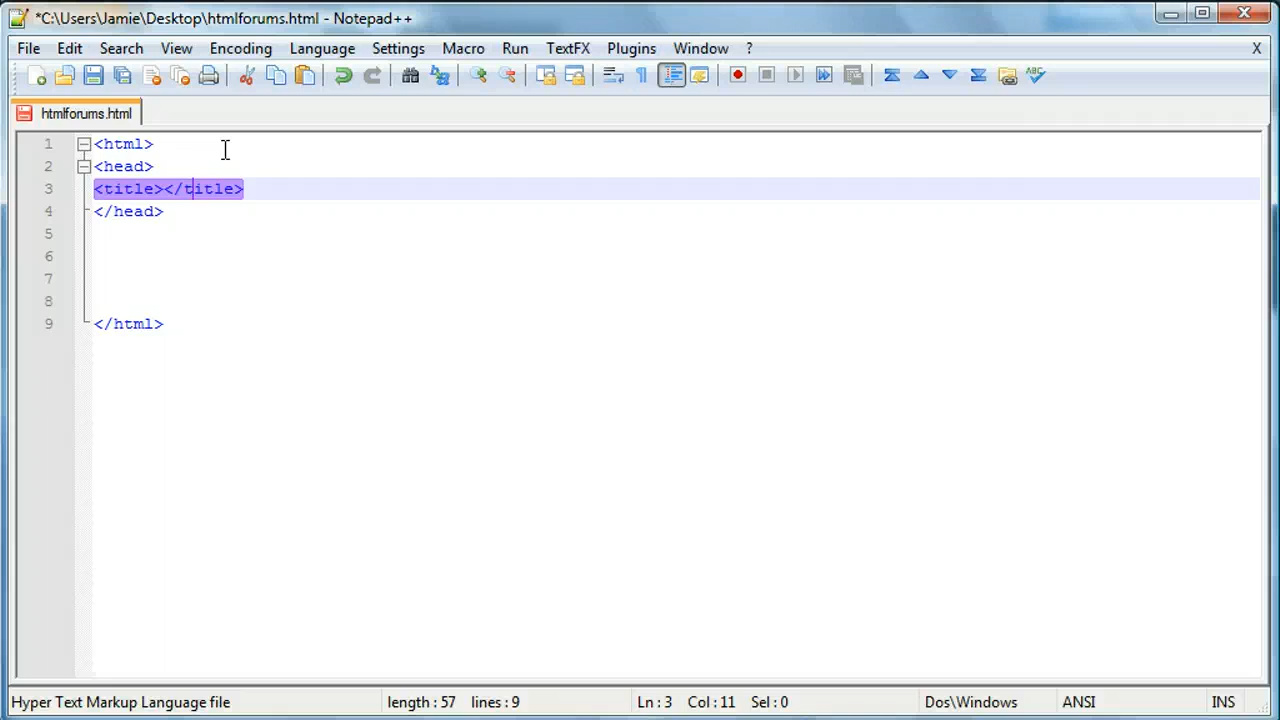 *C:\Users\Jamie\Desktop\htmlforums.html - Notepad++
File Edit Search View Encoding Language Settings Macro Run TextFX Plugins Window ? X
ABC
htmlforums.html
1 <html>
2 <head>
3 <title></title>
4 </head>
5
6
7
8
9 </html>
Hyper Text Markup Language file length : 57 lines : 9 Ln : 3 Col : 11 Sel : 0 Dos\Windows ANSI INS